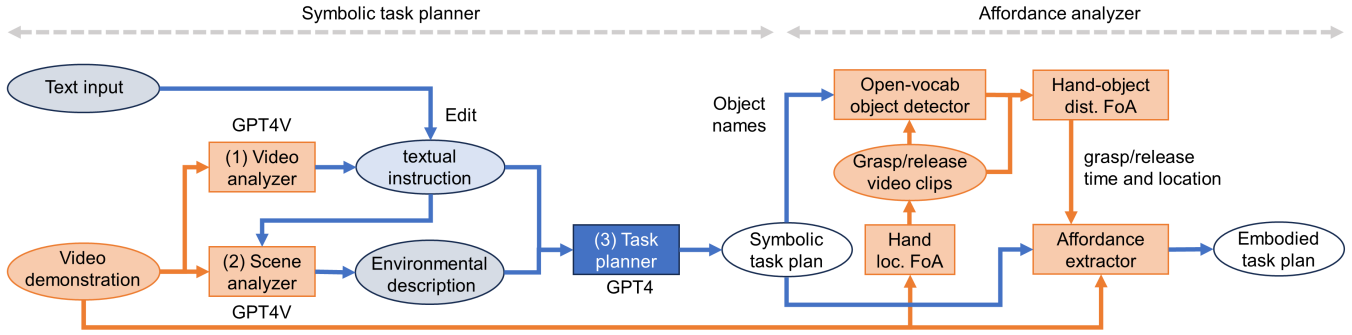 Symbolic task planner
Affordance analyzer
Text input
Edit
GPT4V
(1) Video
analyzer
textual
instruction
Video
demonstration
(2) Scene
analyzer
GPT4V
Environmental
description
(3) Task
planner
GPT4
Symbolic
task plan
Object
names
Open-vocab
object detector
Hand-object
dist. FoA
Grasp/release
video clips
grasp/release
time and location
Hand
loc. FoA
Affordance
extractor
Embodied
task plan